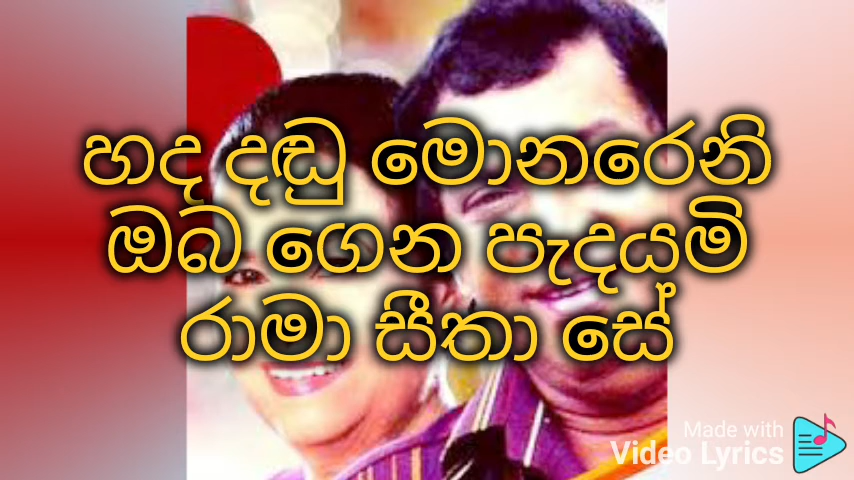 හද දඬු මොනරෙනි
ඔබ ගෙන පැදයමි
රාමා සීතා සේ
Made with
Video Lyrics